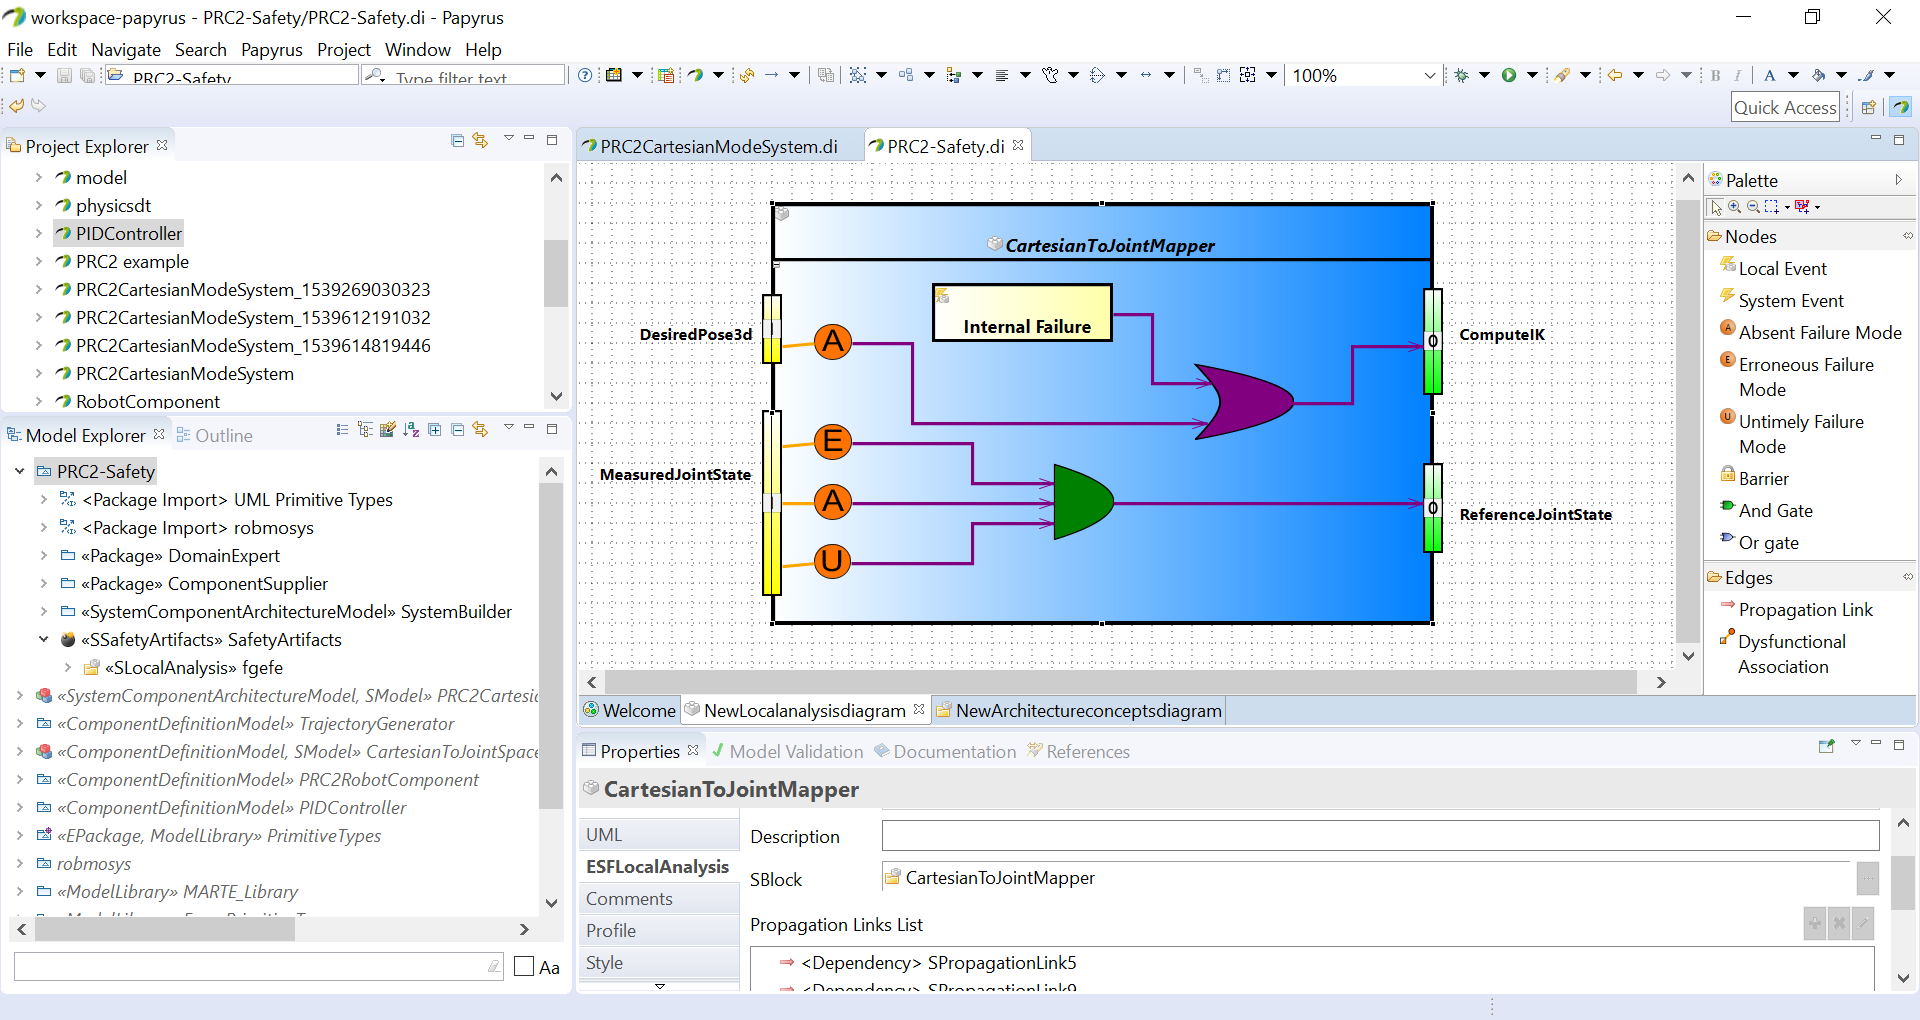 workspace-papyrus - PRC2-Safety/PRC2-Safety.di - Papyrus
File Edit Navigate Search Papyrus Project Window Help
PRC2-Safety
Type filter text
100%
B I A
Quick Access
Project Explorer
model
physicsdt
PIDController
PRC2 example
PRC2CartesianModeSystem_1539269030323
PRC2CartesianModeSystem_1539612191032
PRC2CartesianModeSystem_1539614819446
PRC2CartesianModeSystem
RobotComponent
Model Explorer
Outline
PRC2-Safety
<Package Import> UML Primitive Types
<Package Import> robmosys
«Package» DomainExpert
«Package» ComponentSupplier
«SystemComponentArchitectureModel» SystemBuilder
«SSafetyArtifacts» SafetyArtifacts
«SLocalAnalysis» fgefe
«SystemComponentArchitectureModel, SModel» PRC2Cartesi
«ComponentDefinitionModel» TrajectoryGenerator
«ComponentDefinitionModel, SModel» CartesianToJointSpace
«ComponentDefinitionModel» PRC2RobotComponent
«ComponentDefinitionModel» PIDController
«EPackage, ModelLibrary» PrimitiveTypes
robmosys
«ModelLibrary» MARTE_Library
Aa
PRC2CartesianModeSystem.di
PRC2-Safety.di
CartesianToJointMapper
Internal Failure
DesiredPose3d
A
I
ComputeIK
O
E
MeasuredJointState
A
I
ReferenceJointState
O
U
Palette
Nodes
Local Event
System Event
Absent Failure Mode
Erroneous Failure
Mode
Untimely Failure
Mode
Barrier
And Gate
Or gate
Edges
Propagation Link
Dysfunctional
Association
Welcome
NewLocalanalysisdiagram
NewArchitectureconceptsdiagram
Properties
Model Validation
Documentation
References
CartesianToJointMapper
UML
ESFLocalAnalysis
Comments
Profile
Style
Description
SBlock
CartesianToJointMapper
Propagation Links List
<Dependency> SPropagationLink5
<Dependency> SPropagationLink9